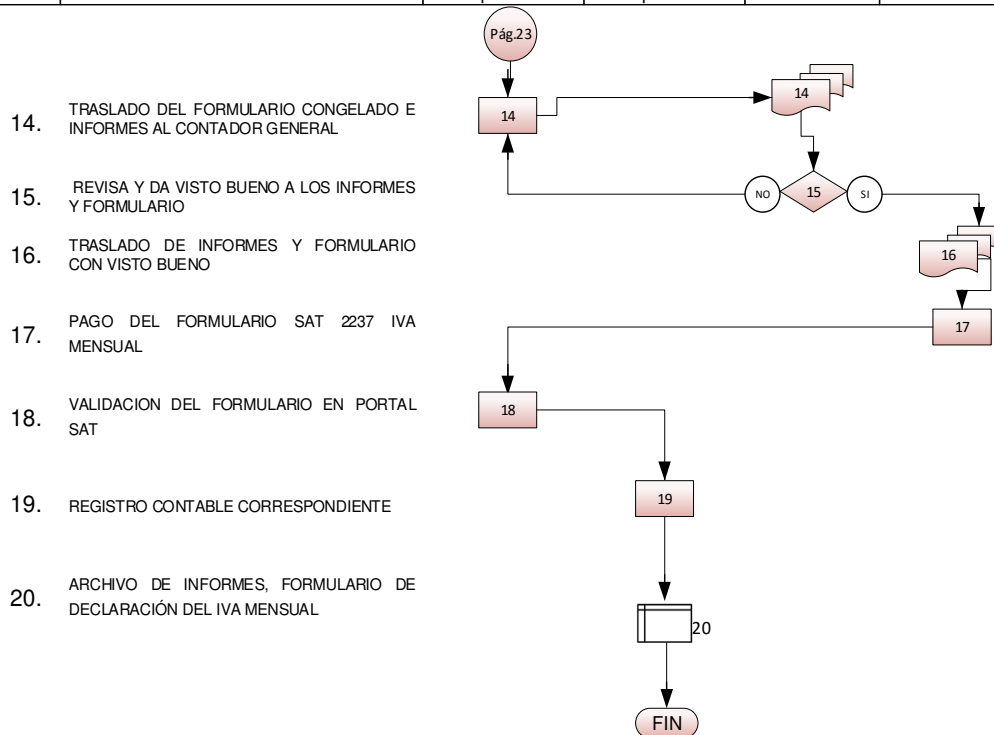 Pág.23
14. TRASLADO DEL FORMULARIO CONGELADO E
INFORMES AL CONTADOR GENERAL
14
14
15. REVISA Y DA VISTO BUENO A LOS INFORMES
Y FORMULARIO
NO
15
SI
16. TRASLADO DE INFORMES Y FORMULARIO
CON VISTO BUENO
16
17. PAGO DEL FORMULARIO SAT 2237 IVA
MENSUAL
17
18. VALIDACION DEL FORMULARIO EN PORTAL
SAT
18
19. REGISTRO CONTABLE CORRESPONDIENTE
19
20. ARCHIVO DE INFORMES, FORMULARIO DE
DECLARACIÓN DEL IVA MENSUAL
20
FIN